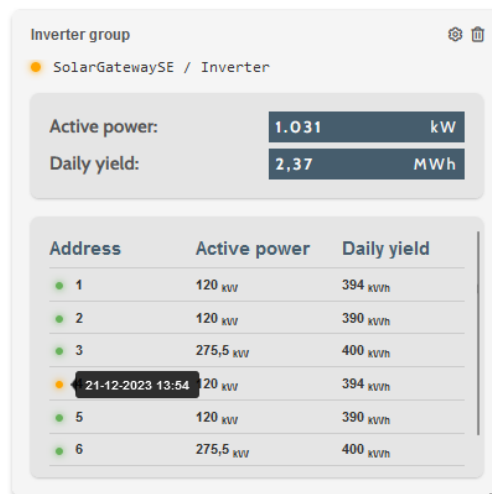 Inverter group
SolarGatewaySE / Inverter
Active power: 1.031 kW
Daily yield: 2,37 MWh
Address Active power Daily yield
1 120 kW 394 kWh
2 120 kW 390 kWh
3 275,5 kW 400 kWh
21-12-2023 13:54 120 kW 394 kWh
5 120 kW 390 kWh
6 275,5 kW 400 kWh